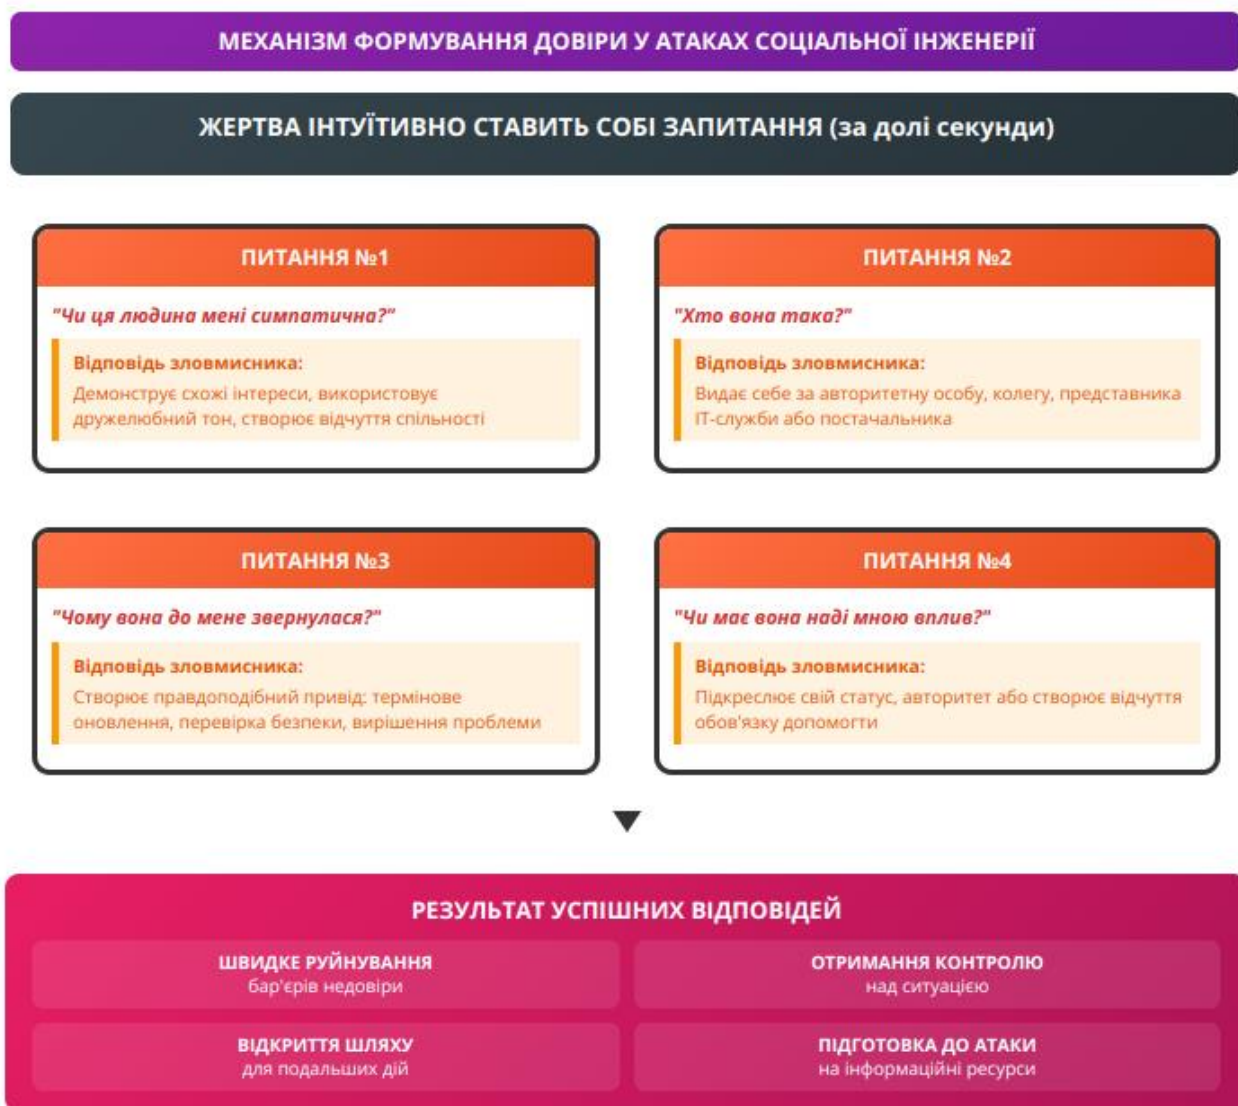 МЕХАНІЗМ ФОРМУВАННЯ ДОВІРИ У АТАКАХ СОЦІАЛЬНОЇ ІНЖЕНЕРІЇ
ЖЕРТВА ІНТУЇТИВНО СТАВИТЬ СОБІ ЗАПИТАННЯ (за долі секунди)
ПИТАННЯ №1
"Чи ця людина мені симпатична?"
Відповідь зловмисника:
Демонструє схожі інтереси, використовує
дружелюбний тон, створює відчуття спільності
ПИТАННЯ №2
"Хто вона така?"
Відповідь зловмисника:
Видає себе за авторитетну особу, колегу, представника
ІТ-служби або постачальника
ПИТАННЯ №3
"Чому вона до мене звернулася?"
Відповідь зловмисника:
Створює правдоподібний привід: термінове
оновлення, перевірка безпеки, вирішення проблеми
ПИТАННЯ №4
"Чи має вона наді мною вплив?"
Відповідь зловмисника:
Підкреслює свій статус, авторитет або створює відчуття
обов'язку допомогти
РЕЗУЛЬТАТ УСПІШНИХ ВІДПОВІДЕЙ
ШВИДКЕ РУЙНУВАННЯ
бар'єрів недовіри
ОТРИМАННЯ КОНТРОЛЮ
над ситуацією
ВІДКРИТТЯ ШЛЯХУ
для подальших дій
ПІДГОТОВКА ДО АТАКИ
на інформаційні ресурси